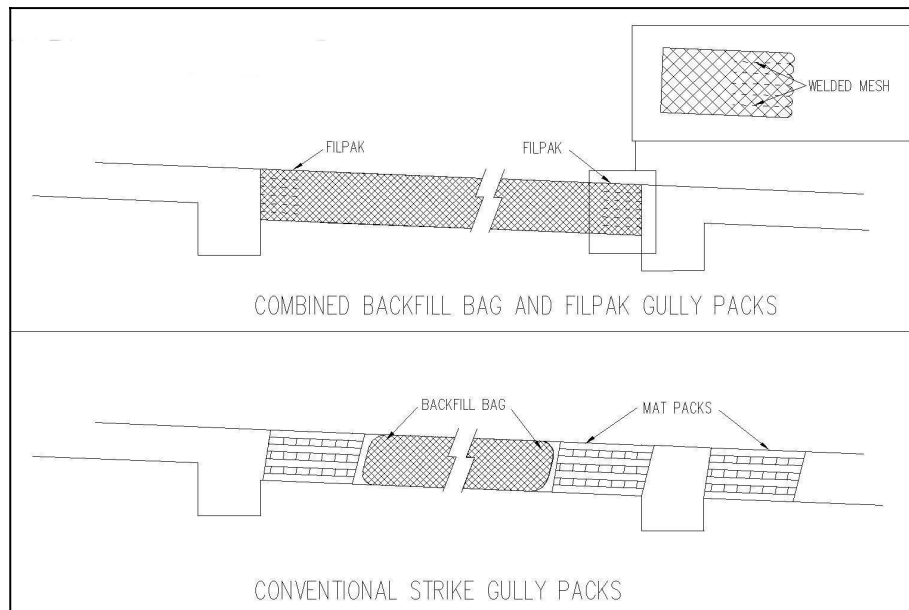 WELDED MESH
FILPAK
FILPAK
COMBINED BACKFILL BAG AND FILPAK GULLY PACKS
BACKFILL BAG
MAT PACKS
CONVENTIONAL STRIKE GULLY PACKS